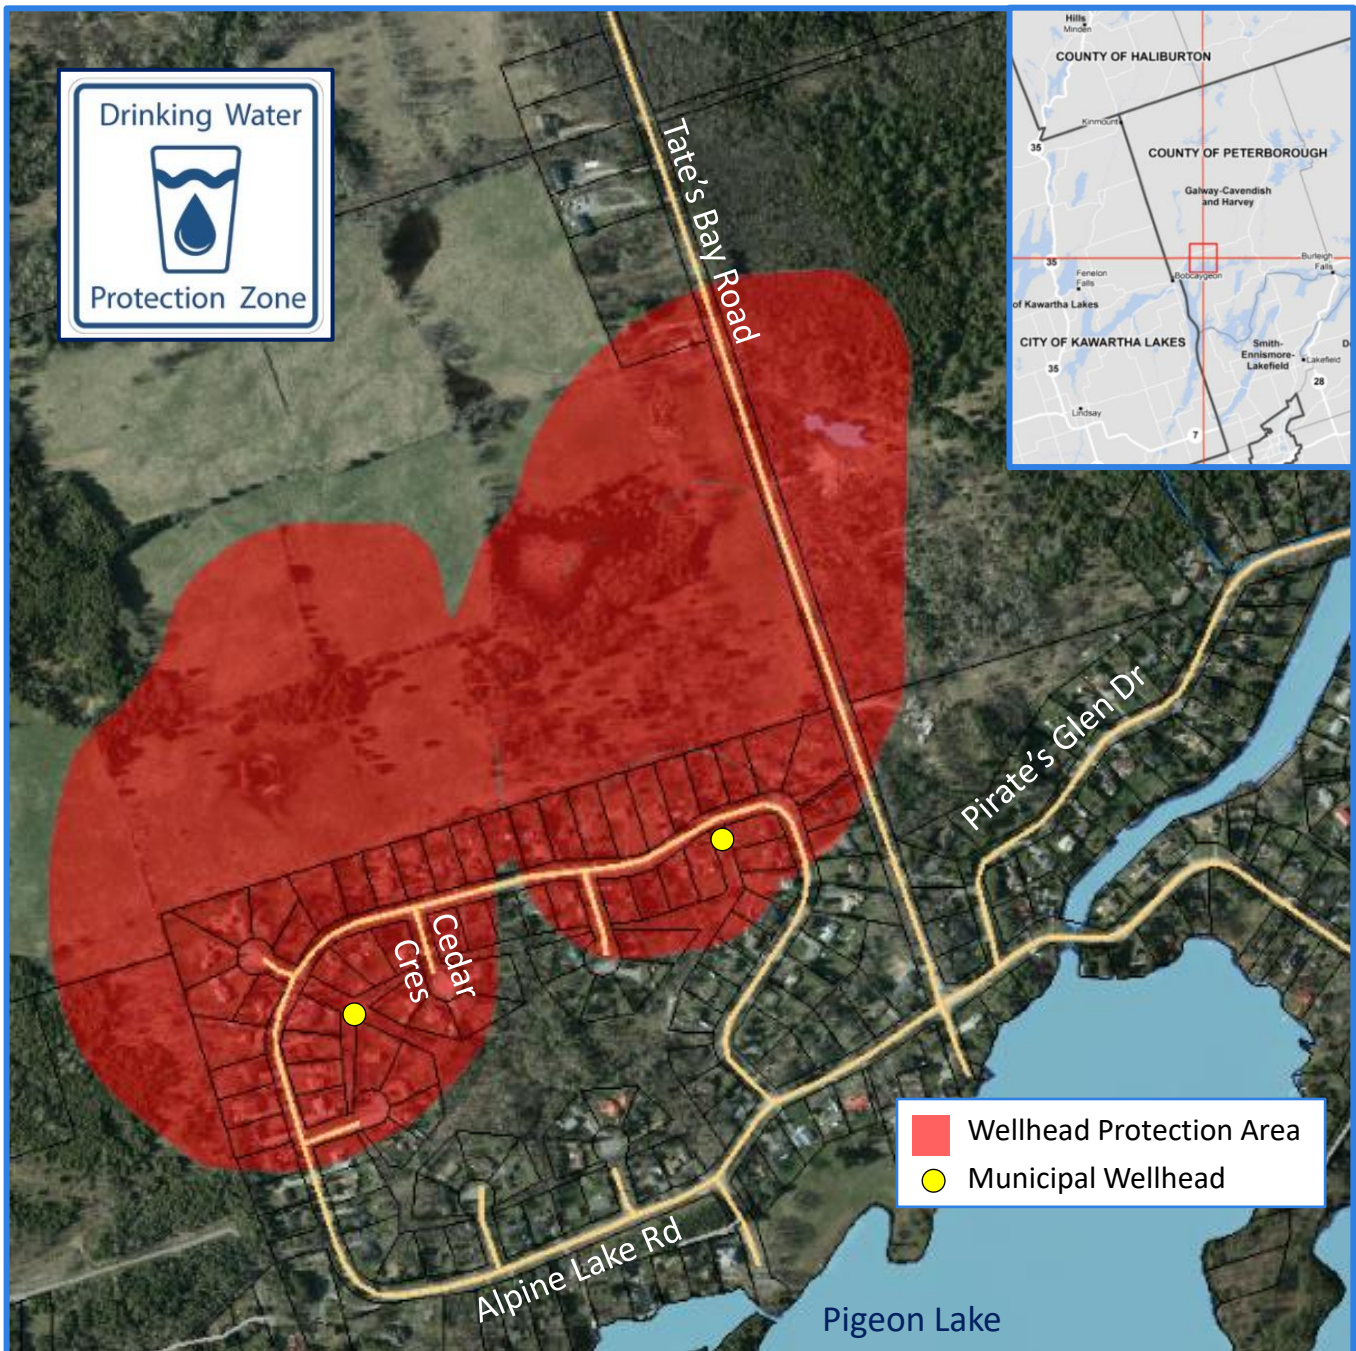 Drinking Water
Protection Zone
Hills
Minden
COUNTY OF HALIBURTON
Kinmount
35
COUNTY OF PETERBOROUGH
Galway-Cavendish
and Harvey
35
Fenelon
Falls
Bobcaygeon
Burleigh
Falls
of Kawartha Lakes
CITY OF KAWARTHA LAKES
Smith-
Ennismore-
Lakefield
Lakefield
D
35
28
Lindsay
7
Tate's Bay Road
Pirate's Glen Dr
Cedar
Cres
Alpine Lake Rd
Wellhead Protection Area
Municipal Wellhead
Pigeon Lake